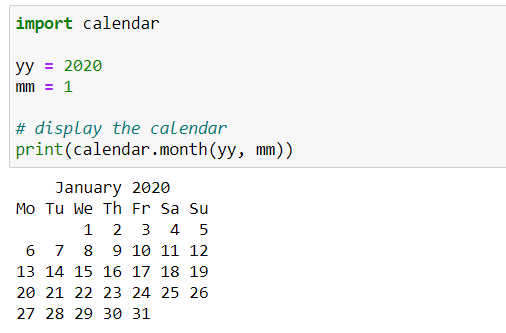 import calendar
yy = 2020
mm = 1
# display the calendar
print(calendar.month(yy, mm))
January 2020
Mo Tu We Th Fr Sa Su
1 2 3 4 5
6 7 8 9 10 11 12
13 14 15 16 17 18 19
20 21 22 23 24 25 26
27 28 29 30 31